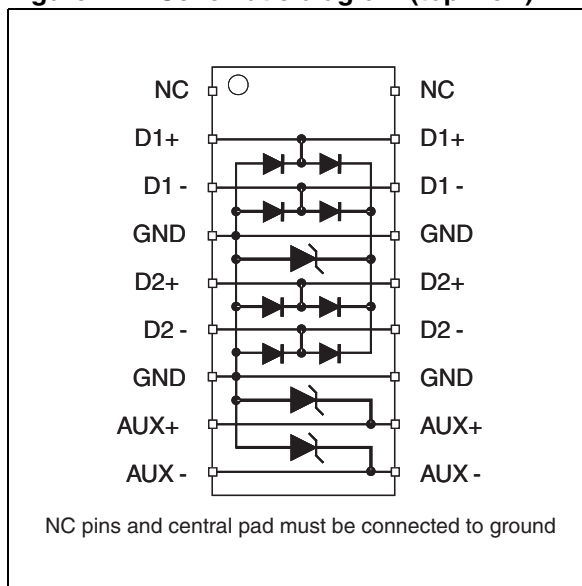 NC NC
D1+ D1+
D1 - D1 -
GND GND
D2+ D2+
D2 - D2 -
GND GND
AUX+ AUX+
AUX - AUX -
NC pins and central pad must be connected to ground